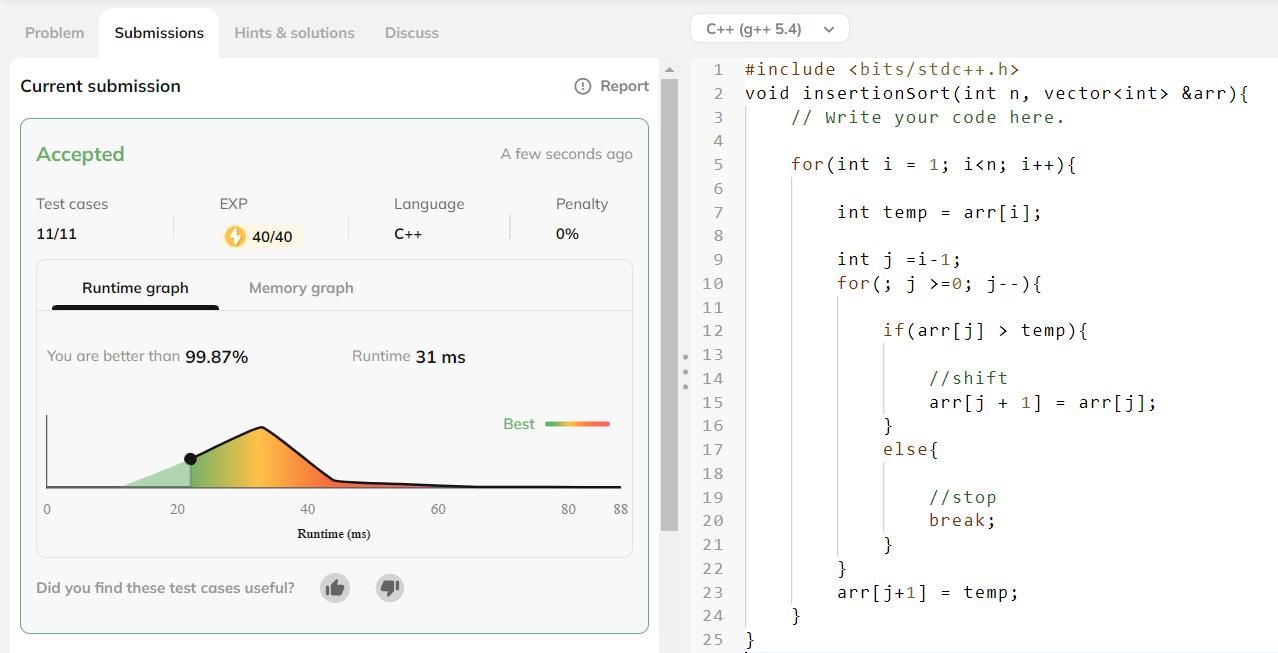 Problem
Submissions
Hints & solutions
Discuss
Current submission
Report
Accepted
A few seconds ago
Test cases
EXP
Language
Penalty
11/11
40/40
C++
0%
Runtime graph
Memory graph
You are better than 99.87%
Runtime 31 ms
Best
0 20 40 60 80 88
Runtime (ms)
Did you find these test cases useful?
C++ (g++ 5.4)
1 #include <bits/stdc++.h>
2 void insertionSort(int n, vector<int> &arr){
3 // Write your code here.
4
5 for(int i = 1; i<n; i++){
6
7 int temp = arr[i];
8
9 int j =i-1;
10 for(; j >=0; j--){
11
12 if(arr[j] > temp){
13
14 //shift
15 arr[j + 1] = arr[j];
16 }
17 else{
18
19 //stop
20 break;
21 }
22 }
23 arr[j+1] = temp;
24 }
25 }